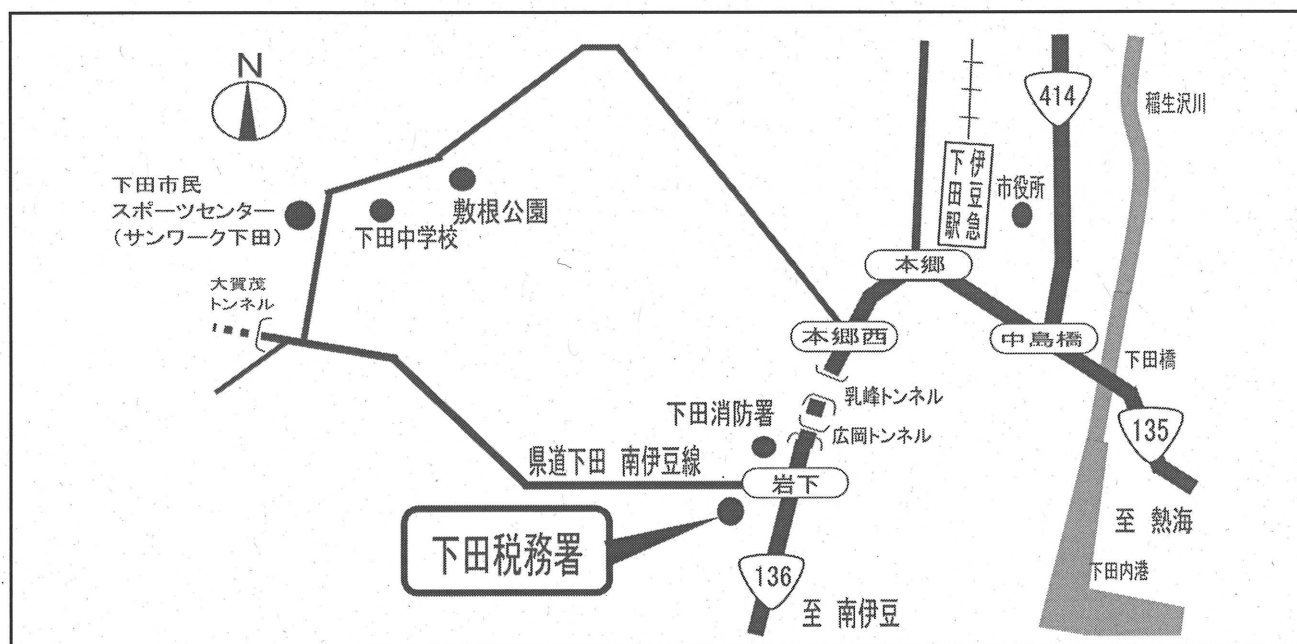 N
414
稲生沢川
伊豆急
下田駅
市役所
下田市民
スポーツセンター
(サンワーク下田)
敷根公園
下田中学校
本郷
大賀茂
トンネル
本郷西
中島橋
下田橋
乳峰トンネル
下田消防署
広岡トンネル
135
県道下田 南伊豆線
岩下
至 熱海
下田税務署
136
下田内港
至 南伊豆